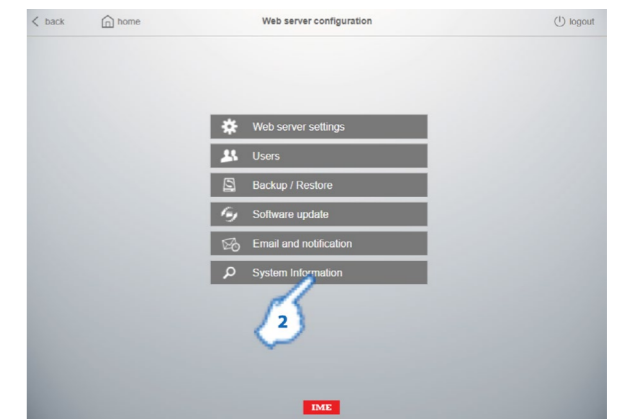 back
home
Web server configuration
logout
Web server settings
Users
Backup / Restore
Software update
Email and notification
System Information
2
IME